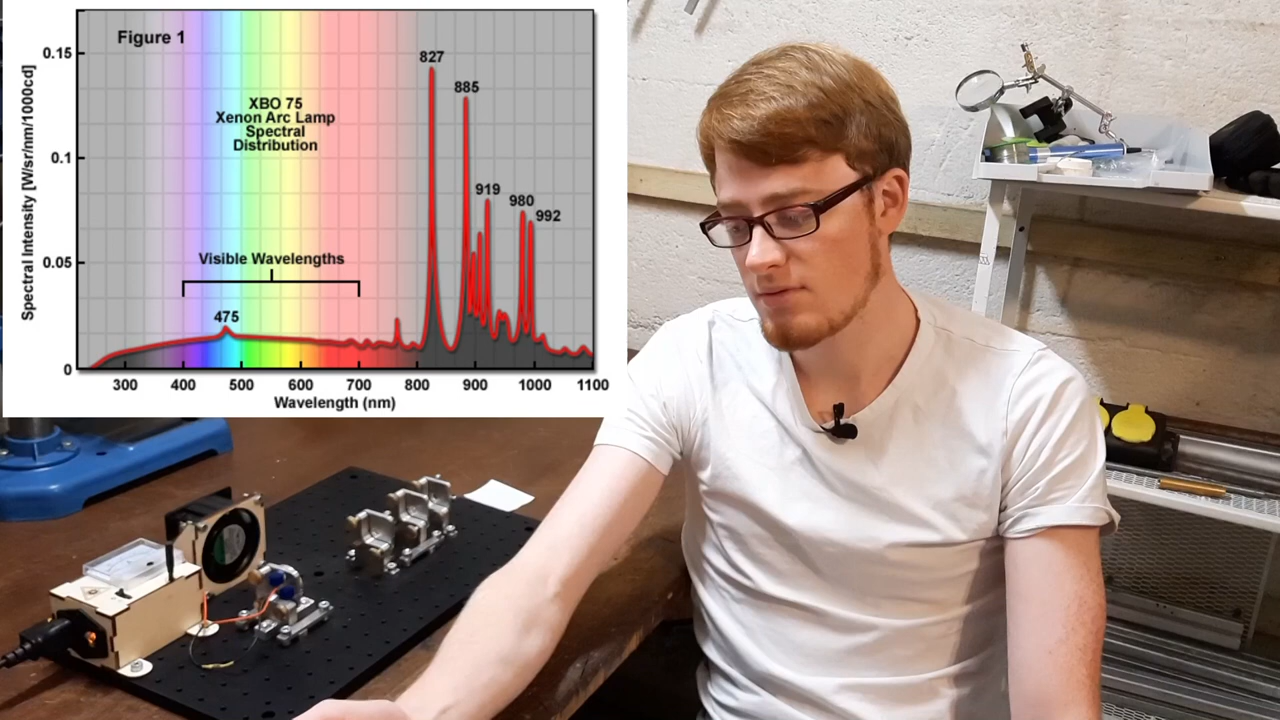 Figure 1
0.15
0.1
0.05
0
Spectral Intensity [W/sr/nm/1000cd]
XBO 75
Xenon Arc Lamp
Spectral
Distribution
Visible Wavelengths
475
827
885
919
980
992
300 400 500 600 700 800 900 1000 1100
Wavelength (nm)